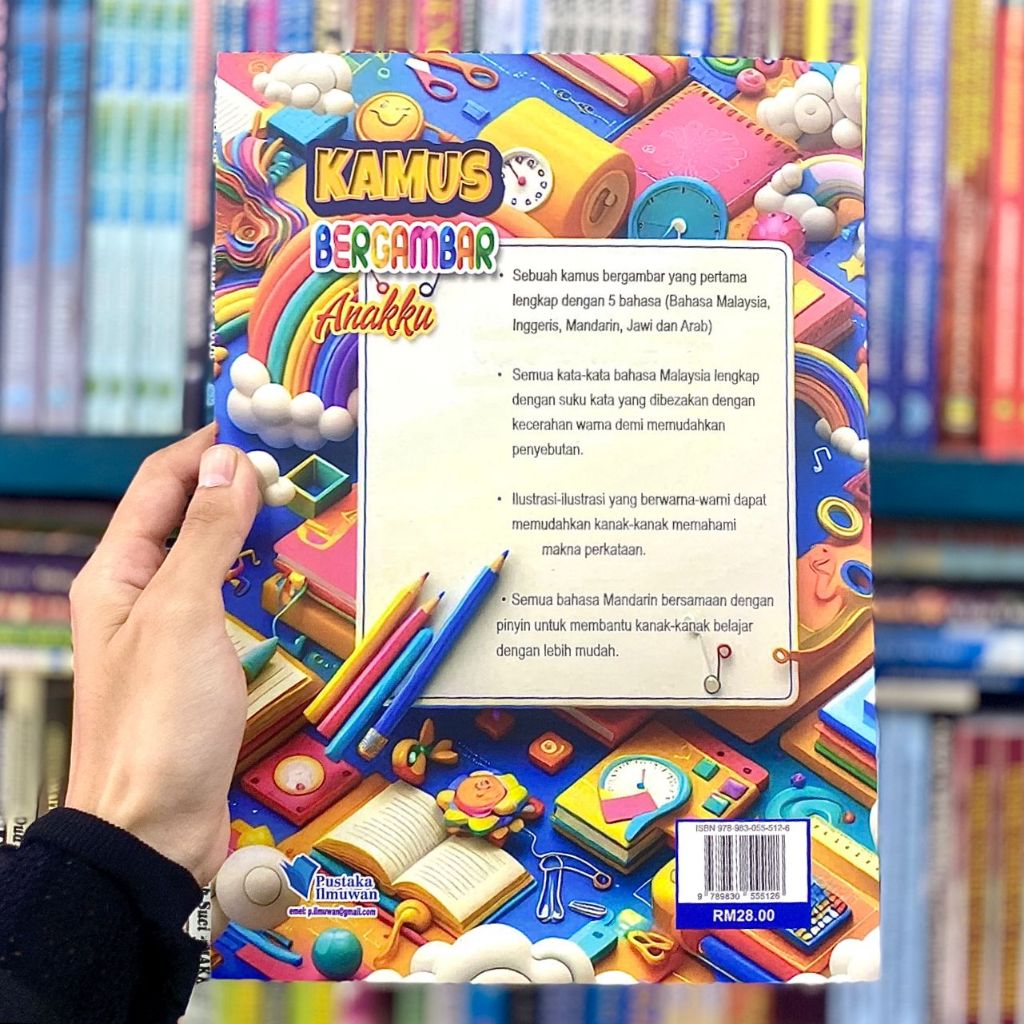 KAMUS
BERGAMBAR
Anakku
• Sebuah kamus bergambar yang pertama
lengkap dengan 5 bahasa (Bahasa Malaysia,
Inggeris, Mandarin, Jawi dan Arab)
• Semua kata-kata bahasa Malaysia lengkap
dengan suku kata yang dibezakan dengan
kecerahan warna demi memudahkan
penyebutan.
• Ilustrasi-ilustrasi yang berwarna-warni dapat
memudahkan kanak-kanak memahami
makna perkataan.
• Semua bahasa Mandarin bersamaan dengan
pinyin untuk membantu kanak-kanak belajar
dengan lebih mudah.
ISBN 978-983-055-512-6
9 789830 555126
RM28.00
Pustaka
Ilmuwan
emel: p.ilmuwan@gmail.com
Suci